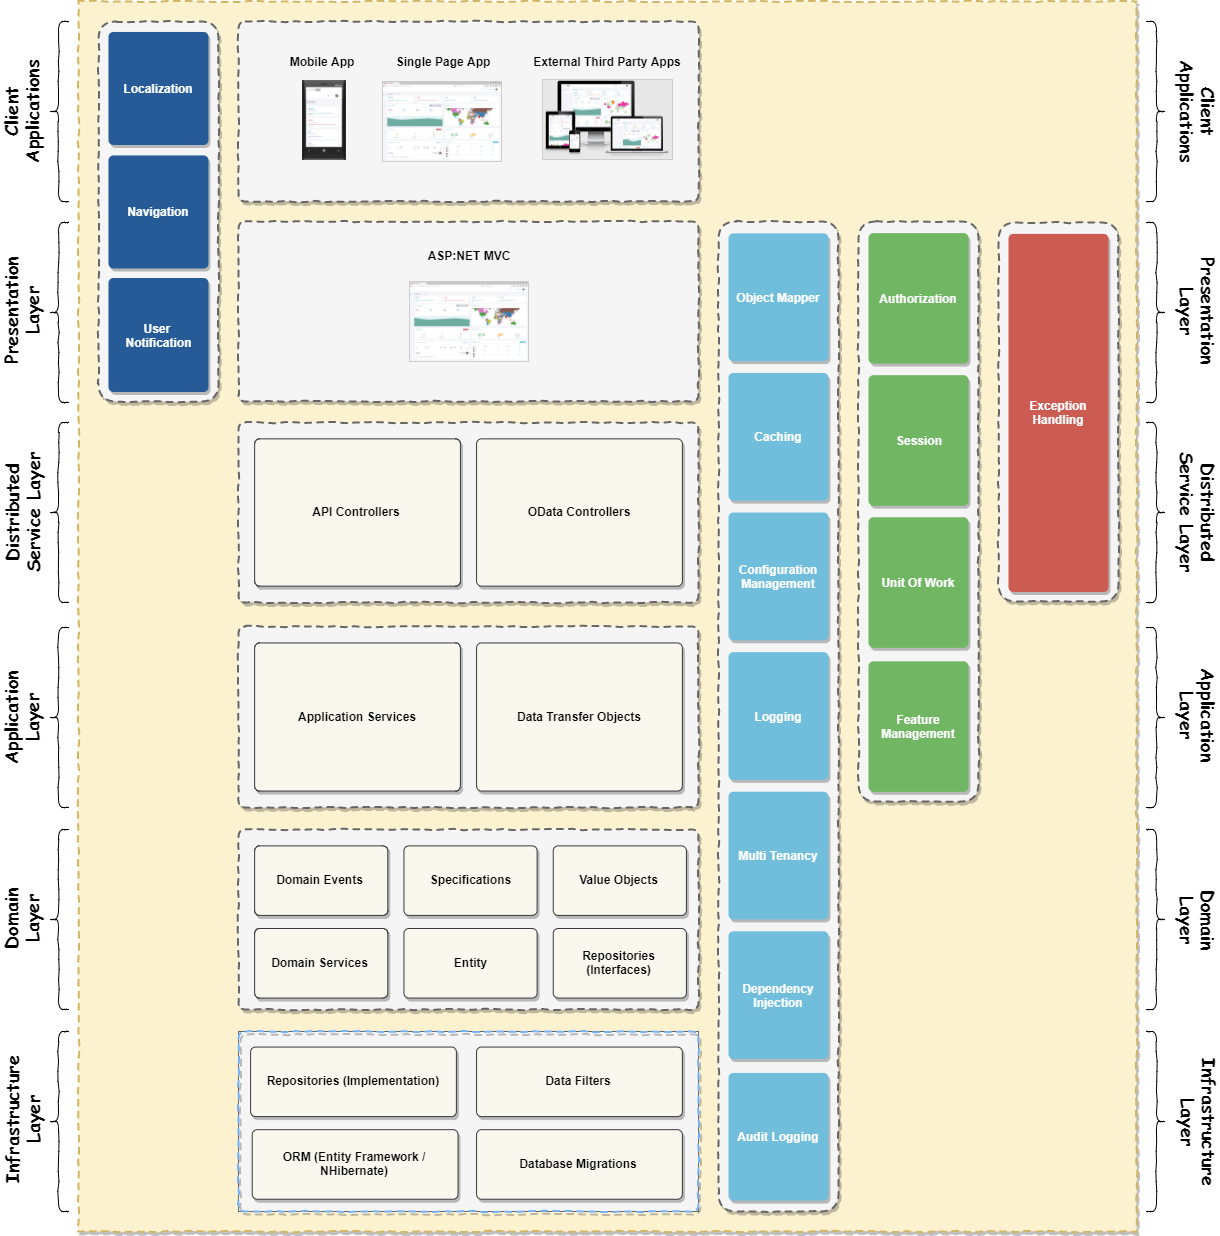 Client
Applications
Localization
Navigation
User
Notification
Mobile App
Single Page App
External Third Party Apps
Client
Applications
Presentation
Layer
ASP:NET MVC
Object Mapper
Caching
Configuration
Management
Logging
Multi Tenancy
Dependency
Injection
Audit Logging
Authorization
Session
Unit Of Work
Feature
Management
Exception
Handling
Presentation
Layer
Distributed
Service Layer
API Controllers
OData Controllers
Distributed
Service Layer
Application
Layer
Application Services
Data Transfer Objects
Application
Layer
Domain
Layer
Domain Events
Specifications
Value Objects
Domain Services
Entity
Repositories
(Interfaces)
Domain
Layer
Infrastructure
Layer
Repositories (Implementation)
Data Filters
ORM (Entity Framework /
NHibernate)
Database Migrations
Infrastructure
Layer